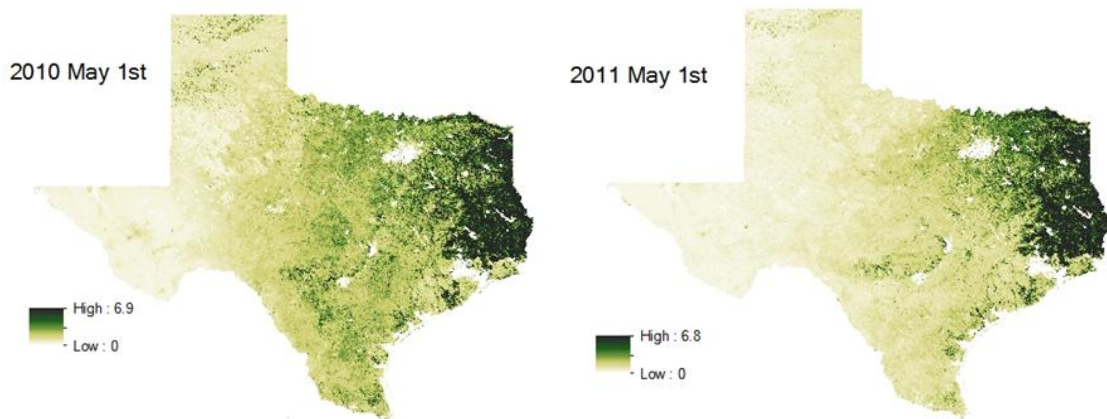 2010 May 1st
High : 6.9
Low : 0
2011 May 1st
High : 6.8
Low : 0